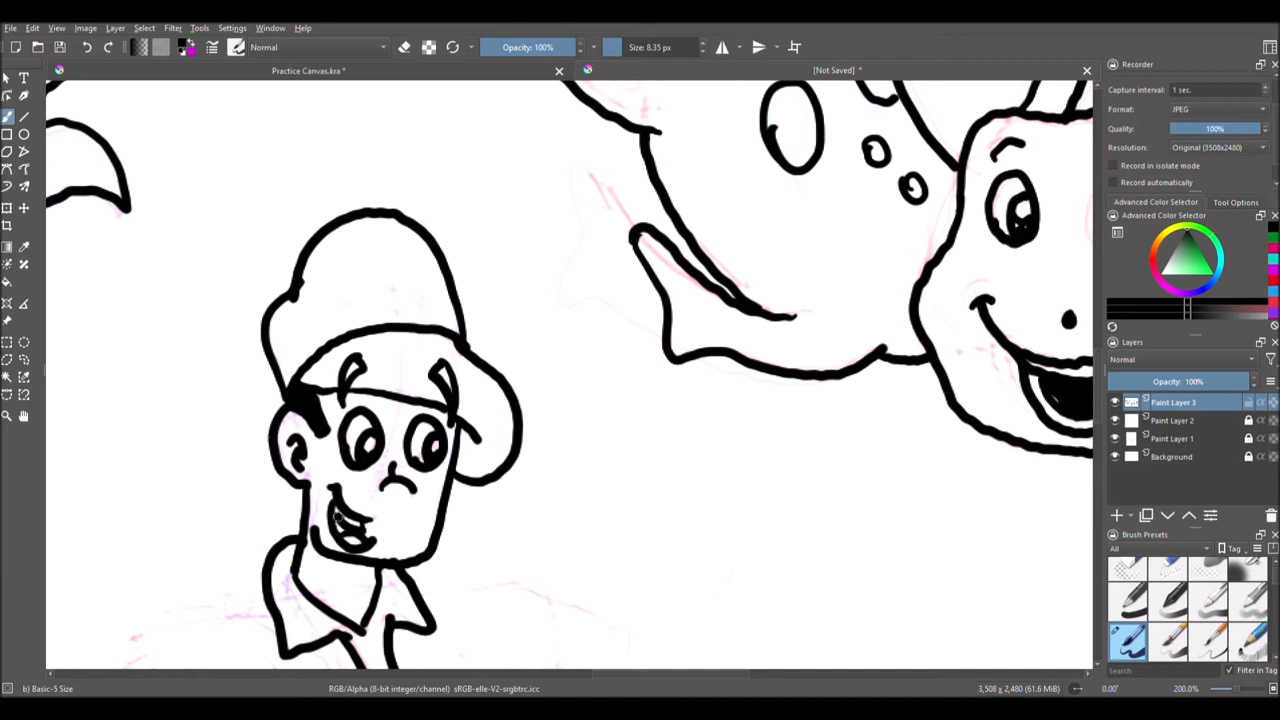 File Edit View Image Layer Select Filter Tools Settings Window Help
Normal Opacity: 100% Size: 8.35 px
Practice Canvas.kra * [Not Saved] *
Recorder
Capture interval: 1 sec.
Format: JPEG
Quality: 100%
Resolution: Original (3508x2480)
Record in isolate mode
Record automatically
Advanced Color Selector Tool Options
Advanced Color Selector
Layers
Normal
Opacity: 100%
Paint Layer 3
Paint Layer 2
Paint Layer 1
Background
Brush Presets
All Tag
Search Filter in Tag
b) Basic-5 Size RGB/Alpha (8-bit integer/channel) sRGB-elle-V2-srgbtrc.icc 3,508 x 2,480 (61.6 MiB) 0.00° 200.0%